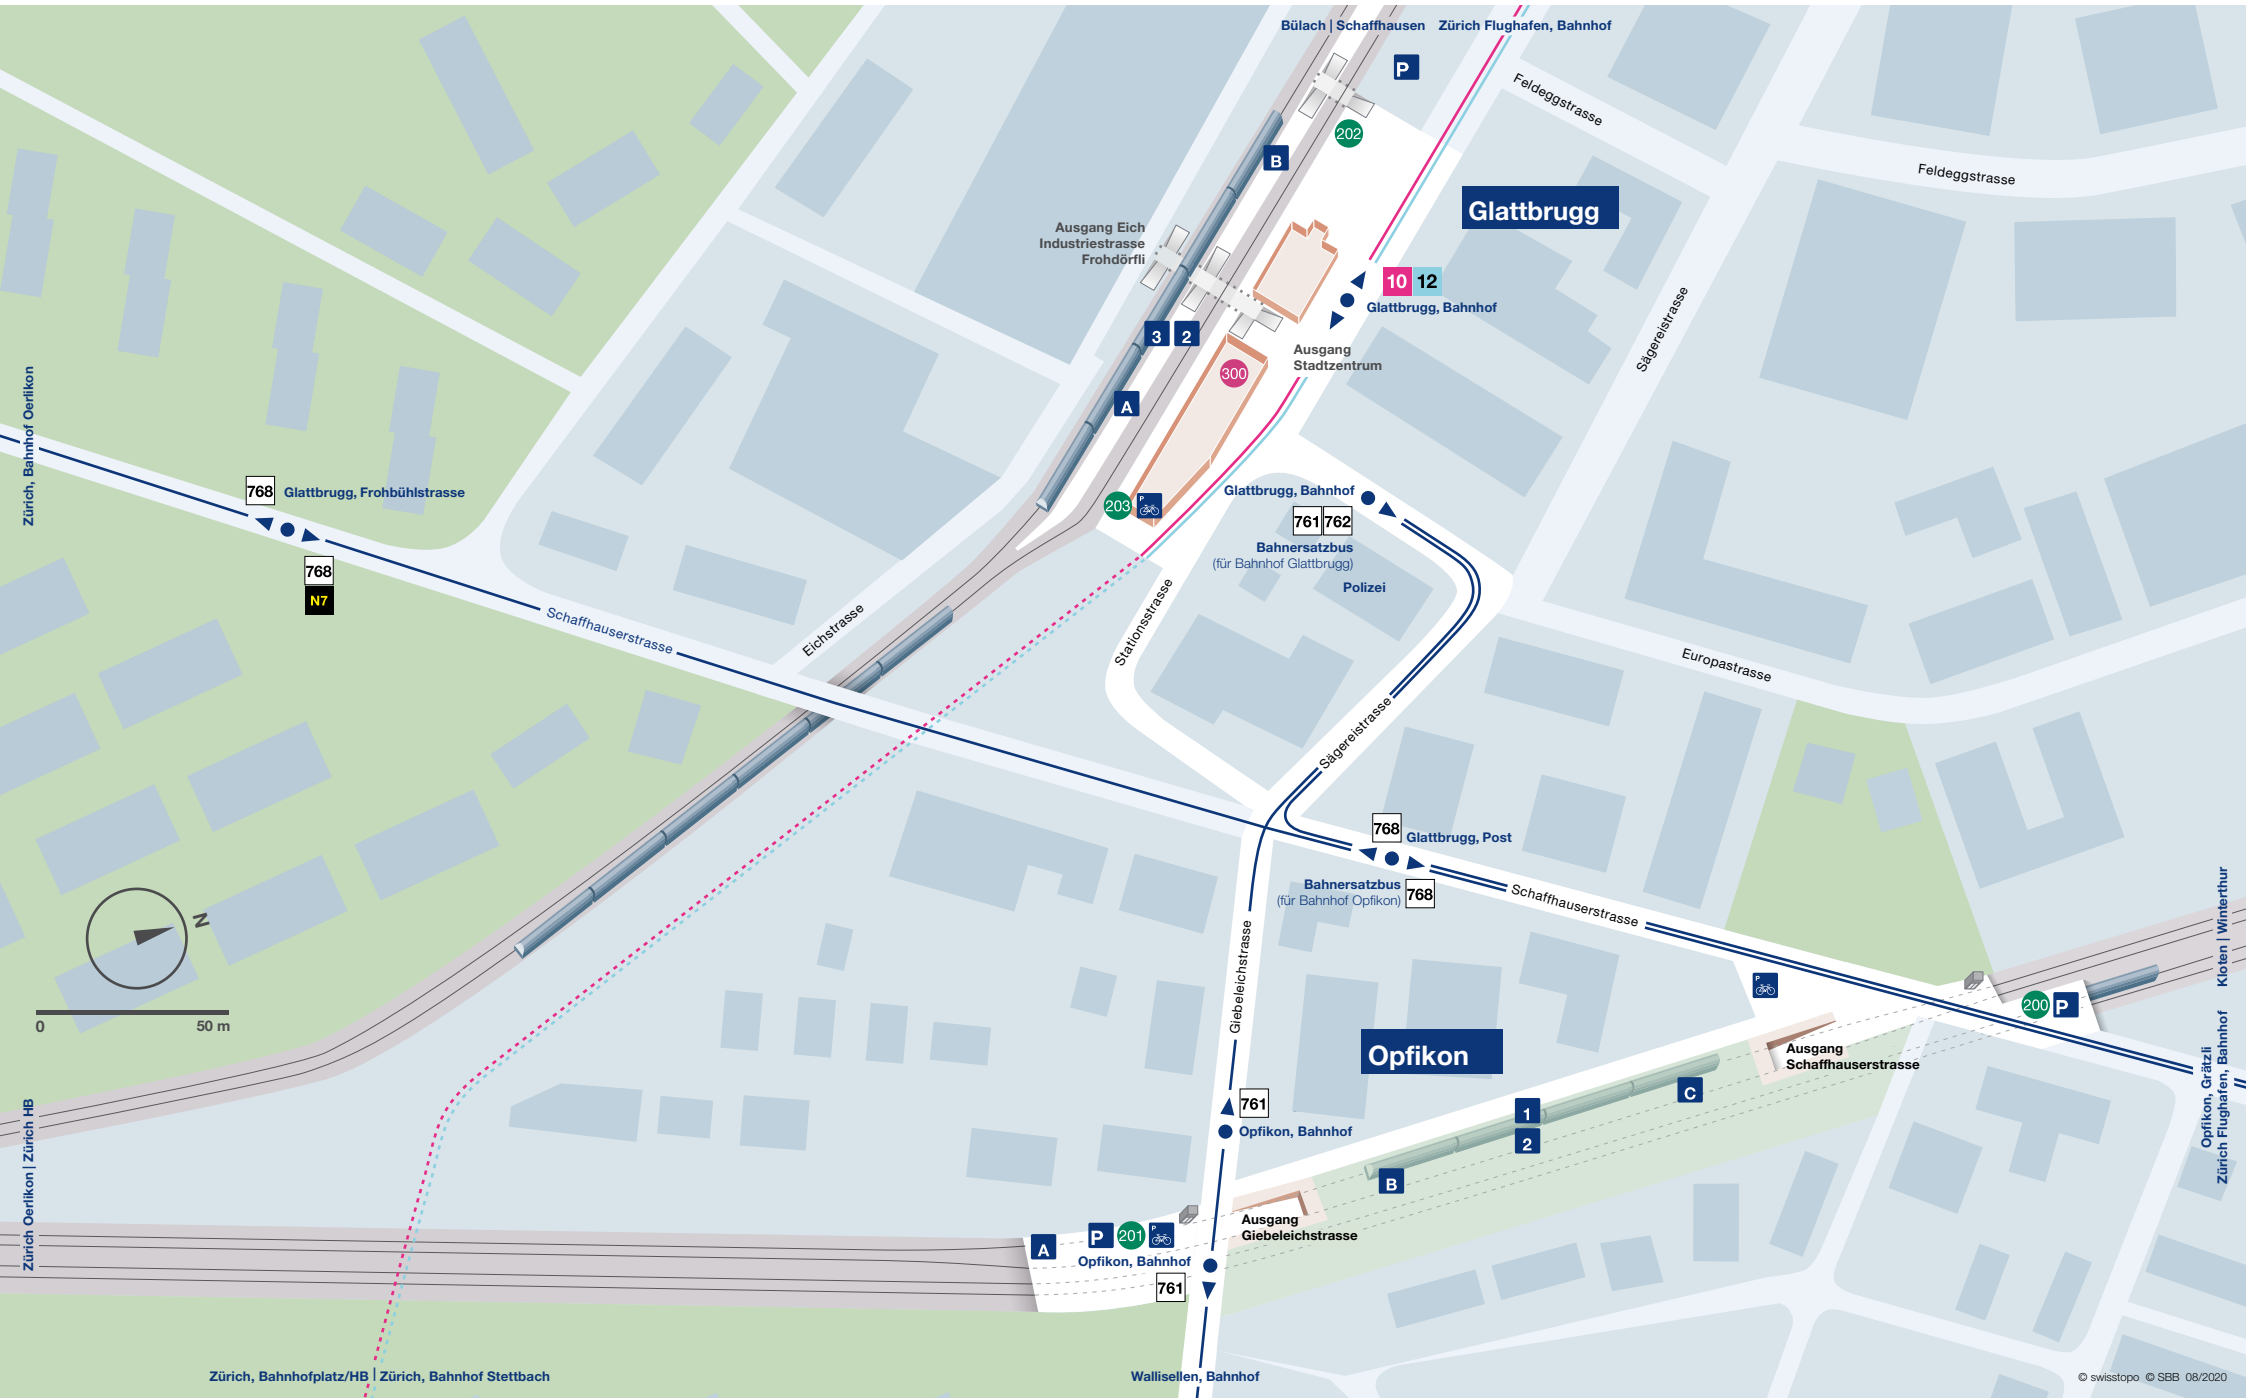 Bülach | Schaffhausen
Zürich Flughafen, Bahnhof
P
Feldeggstrasse
202
B
Feldeggstrasse
Glattbrugg
Ausgang Eich
Industriestrasse
Frohdörfli
10 12
Glattbrugg, Bahnhof
3 2
Ausgang
Stadtzentrum
300
Sägereistrasse
A
Zürich, Bahnhof Oerlikon
768
Glattbrugg, Frohbühlstrasse
203
P
Glattbrugg, Bahnhof
761 762
Bahnersatzbus
(für Bahnhof Glattbrugg)
Polizei
768
N7
Schaffhauserstrasse
Eichstrasse
Stationsstrasse
Europastrasse
Sägereistrasse
768
Glattbrugg, Post
Bahnersatzbus
(für Bahnhof Opfikon)
768
Schaffhauserstrasse
Kloten | Winterthur
N
0
50 m
Giebeleichstrasse
P
200
P
Opfikon
Ausgang
Schaffhauserstrasse
Opfikon, Grätzli
Zürich Flughafen, Bahnhof
C
761
1
2
Opfikon, Bahnhof
B
Zürich Oerlikon | Zürich HB
Ausgang
Giebeleichstrasse
A
P
201
P
Opfikon, Bahnhof
761
Zürich, Bahnhofplatz/HB | Zürich, Bahnhof Stettbach
Wallisellen, Bahnhof
© swisstopo © SBB 08/2020